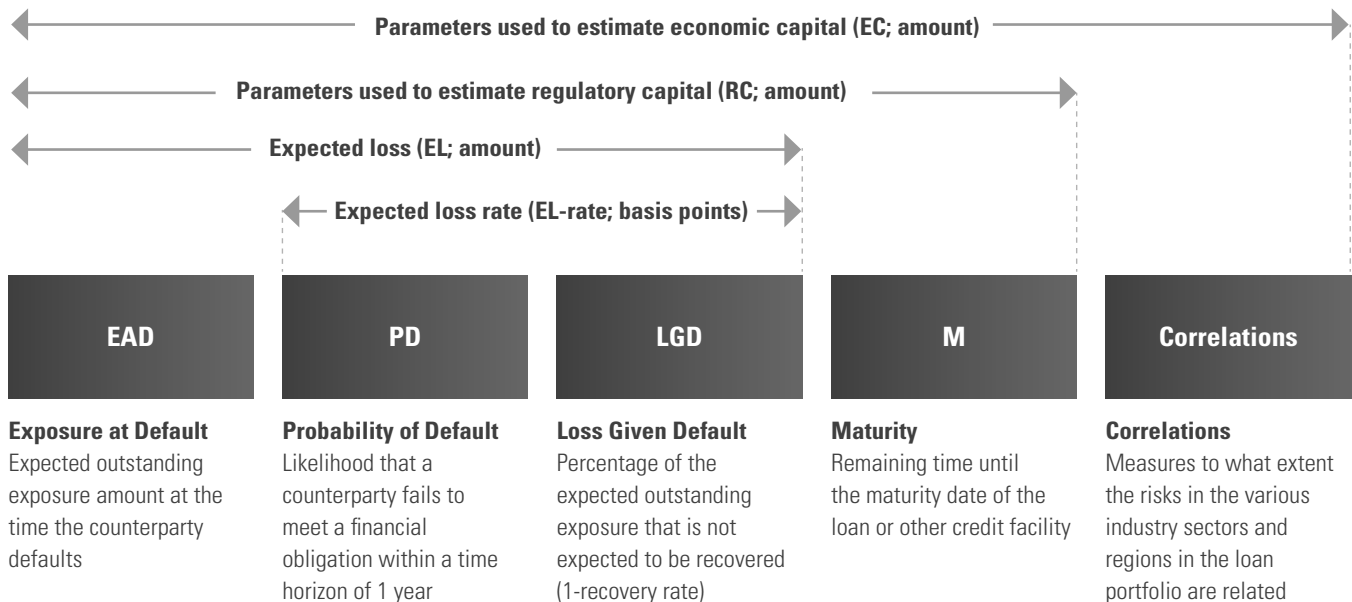 Parameters used to estimate economic capital (EC; amount)
Parameters used to estimate regulatory capital (RC; amount)
Expected loss (EL; amount)
Expected loss rate (EL-rate; basis points)
EAD
PD
LGD
M
Correlations
Exposure at Default
Expected outstanding
exposure amount at the
time the counterparty
defaults
Probability of Default
Likelihood that a
counterparty fails to
meet a financial
obligation within a time
horizon of 1 year
Loss Given Default
Percentage of the
expected outstanding
exposure that is not
expected to be recovered
(1-recovery rate)
Maturity
Remaining time until
the maturity date of the
loan or other credit facility
Correlations
Measures to what extent
the risks in the various
industry sectors and
regions in the loan
portfolio are related